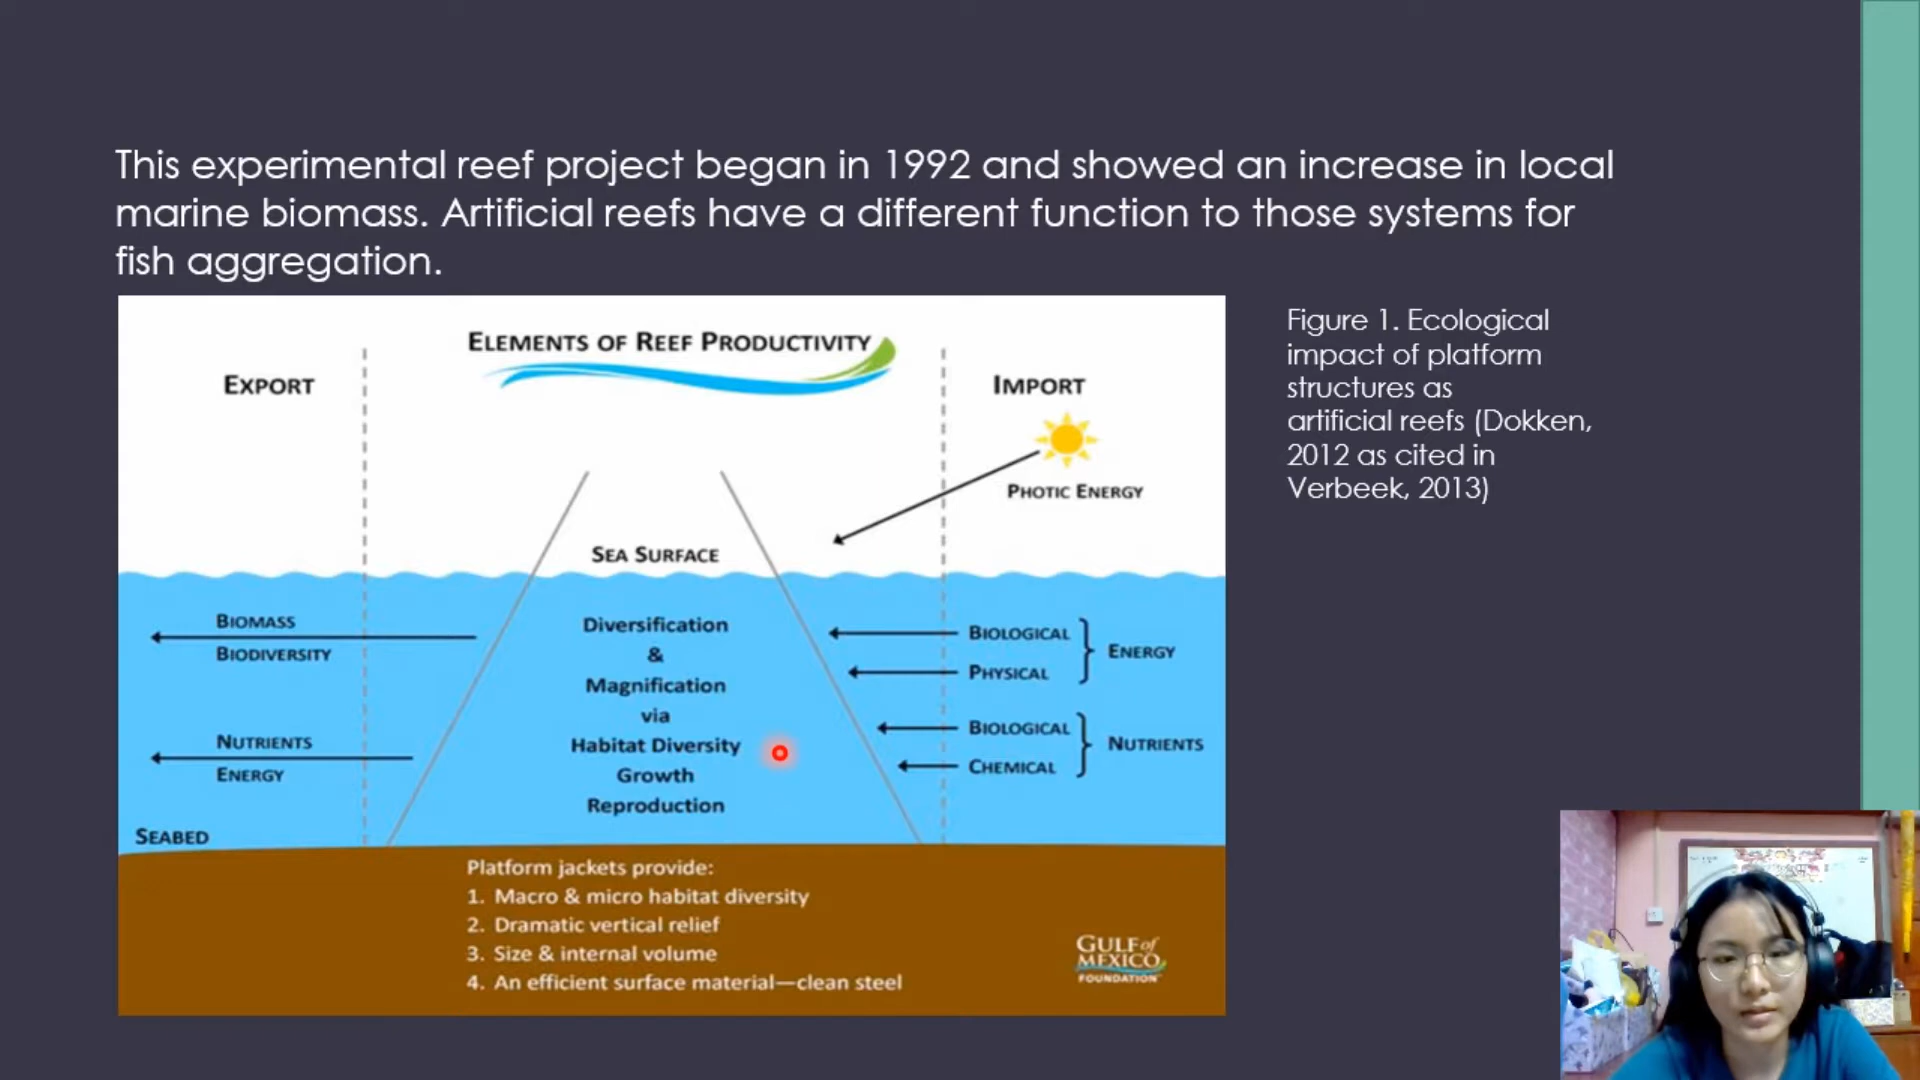 This experimental reef project began in 1992 and showed an increase in local
marine biomass. Artificial reefs have a different function to those systems for
fish aggregation.
ELEMENTS OF REEF PRODUCTIVITY
EXPORT
IMPORT
PHOTIC ENERGY
SEA SURFACE
BIOMASS
BIODIVERSITY
NUTRIENTS
ENERGY
SEABED
Diversification
&
Magnification
via
Habitat Diversity
Growth
Reproduction
BIOLOGICAL
PHYSICAL
ENERGY
BIOLOGICAL
CHEMICAL
NUTRIENTS
Platform jackets provide:
1. Macro & micro habitat diversity
2. Dramatic vertical relief
3. Size & internal volume
4. An efficient surface material—clean steel
GULF of
MEXICO
FOUNDATION
Figure 1. Ecological
impact of platform
structures as
artificial reefs (Dokken,
2012 as cited in
Verbeek, 2013)